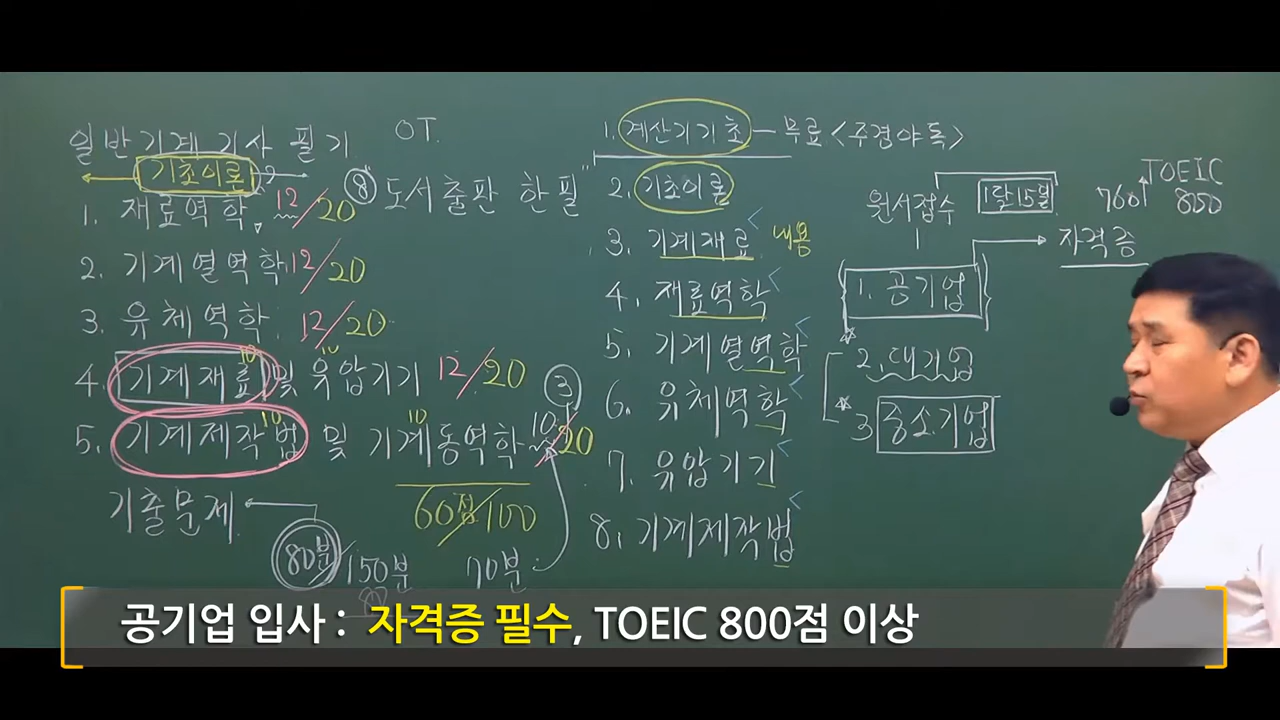 일반기계 기사 필기
OT.
기초이론
1. 재료역학 12/20
⑧ 도서출판 한필
2. 기계열역학 12/20
3. 유체역학 12/20
4. 기계재료 및 유압기기 12/20
10 10
5. 기계제작법 및 기계동역학 10/20
10 10
③
60점/100
기출문제
80분/150분
70분
1. 계산기기초 - 무료 <주경야독>
2. 기초이론
3. 기계재료 내용
4. 재료역학
5. 기계열역학
6. 유체역학
7. 유압기기
8. 기계제작법
원서접수 1월15일
TOEIC
760↑ 800
자격증
1. 공기업
2. 대기업
3 중소기업
공기업 입사 : 자격증 필수, TOEIC 800점 이상